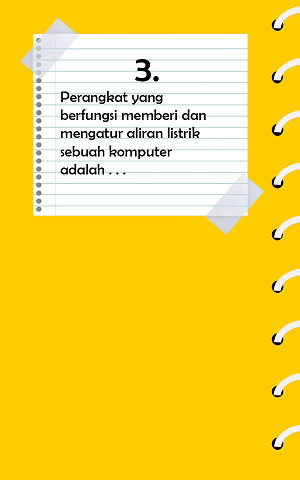 3.
Perangkat yang
berfungsi memberi dan
mengatur aliran listrik
sebuah komputer
adalah . . .